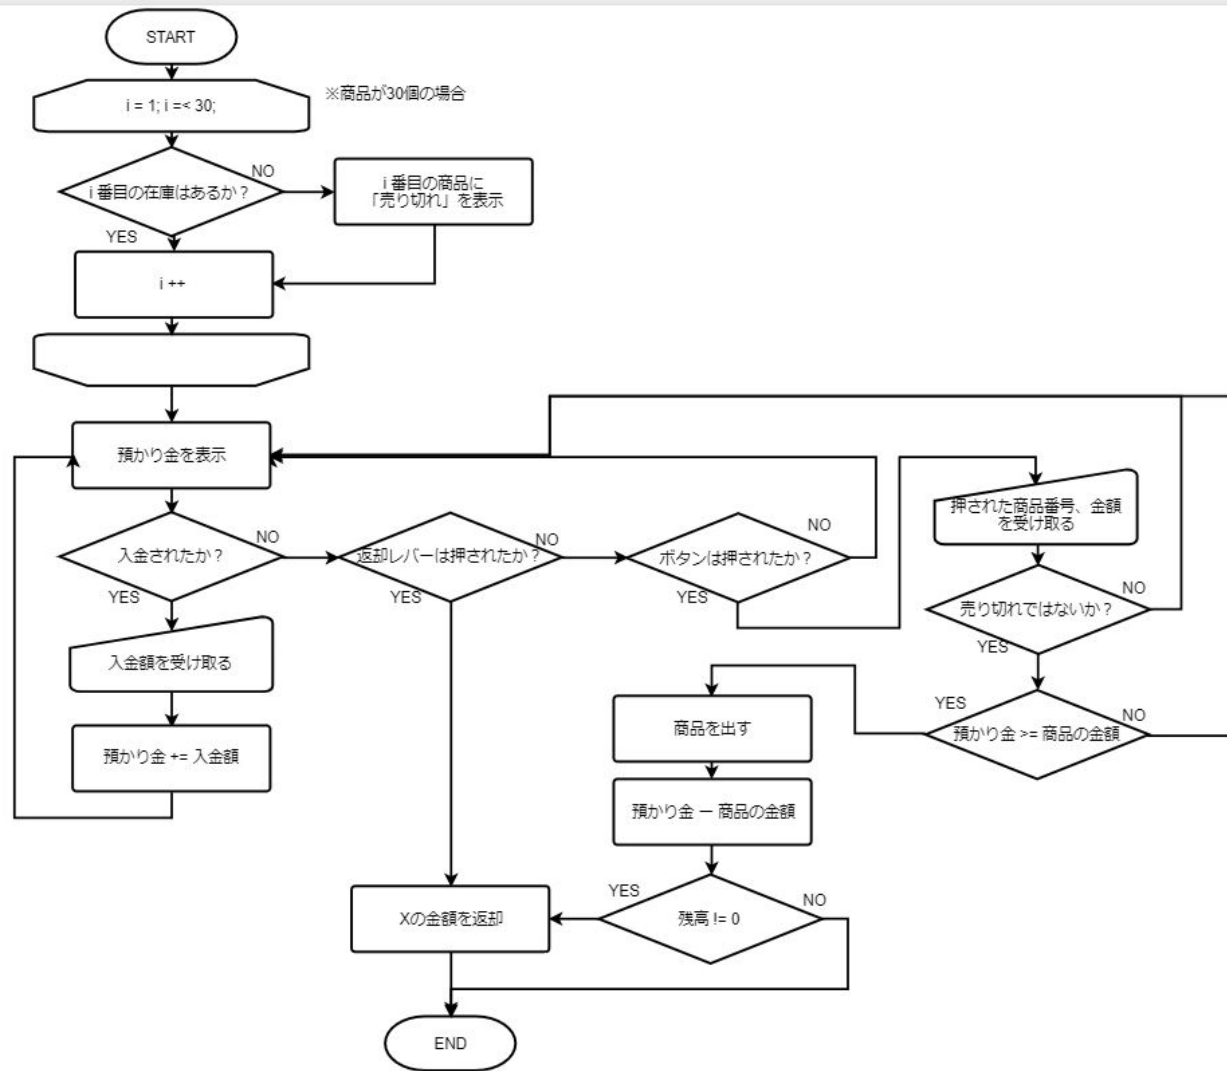 START
i = 1; i =< 30;
※商品が30個の場合
i 番目の在庫はあるか？
NO
i 番目の商品に
「売り切れ」を表示
YES
i ++
預かり金を表示
入金されたか？
NO
YES
返却レバーは押されたか？
NO
YES
ボタンは押されたか？
NO
YES
押された商品番号、金額
を受け取る
売り切れではないか？
NO
YES
入金額を受け取る
預かり金 += 入金額
預かり金 >= 商品の金額
YES
NO
商品を出す
預かり金 － 商品の金額
残高 != 0
YES
NO
Xの金額を返却
END